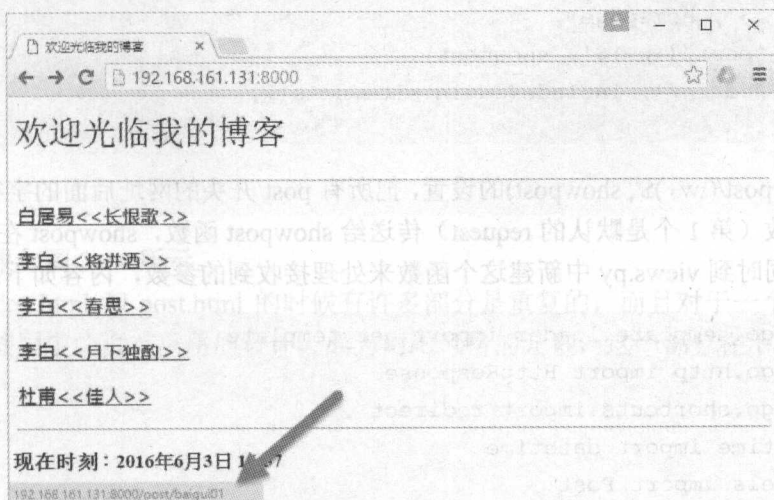 欢迎光临我的博客
192.168.161.131:8000
欢迎光临我的博客
白居易<<长恨歌>>
李白<<将进酒>>
李白<<春思>>
李白<<月下独酌>>
杜甫<<佳人>>
现在时刻：2016年6月3日
192.168.161.131:8000/post/baiqui01